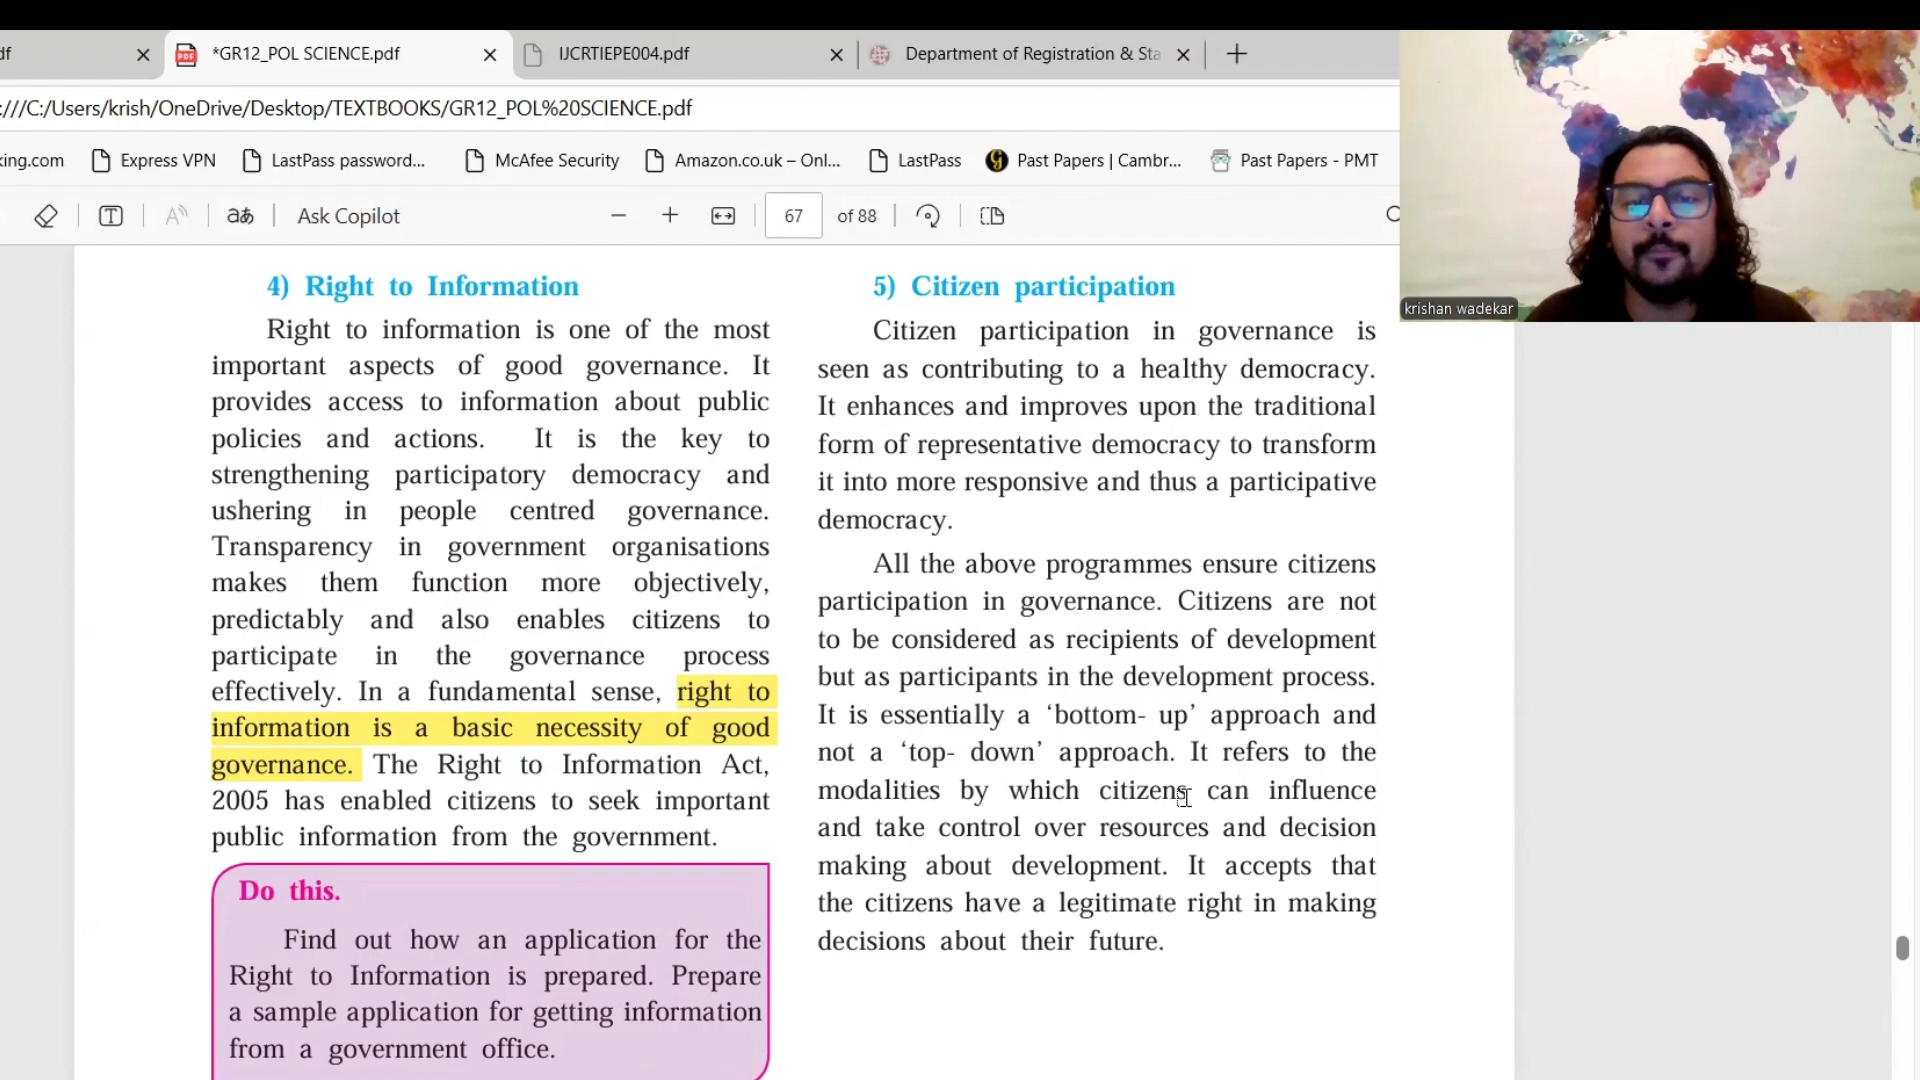 df
*GR12_POL SCIENCE.pdf
IJCRTIEPE004.pdf
Department of Registration & Sta
:///C:/Users/krish/OneDrive/Desktop/TEXTBOOKS/GR12_POL%20SCIENCE.pdf
king.com
Express VPN
LastPass password...
McAfee Security
Amazon.co.uk – Onl...
LastPass
Past Papers | Cambr...
Past Papers - PMT
Ask Copilot
67 of 88
krishan wadekar
4) Right to Information
Right to information is one of the most
important aspects of good governance. It
provides access to information about public
policies and actions. It is the key to
strengthening participatory democracy and
ushering in people centred governance.
Transparency in government organisations
makes them function more objectively,
predictably and also enables citizens to
participate in the governance process
effectively. In a fundamental sense, right to
information is a basic necessity of good
governance. The Right to Information Act,
2005 has enabled citizens to seek important
public information from the government.
Do this.
Find out how an application for the
Right to Information is prepared. Prepare
a sample application for getting information
from a government office.
5) Citizen participation
Citizen participation in governance is
seen as contributing to a healthy democracy.
It enhances and improves upon the traditional
form of representative democracy to transform
it into more responsive and thus a participative
democracy.
All the above programmes ensure citizens
participation in governance. Citizens are not
to be considered as recipients of development
but as participants in the development process.
It is essentially a ‘bottom- up’ approach and
not a ‘top- down’ approach. It refers to the
modalities by which citizens can influence
and take control over resources and decision
making about development. It accepts that
the citizens have a legitimate right in making
decisions about their future.